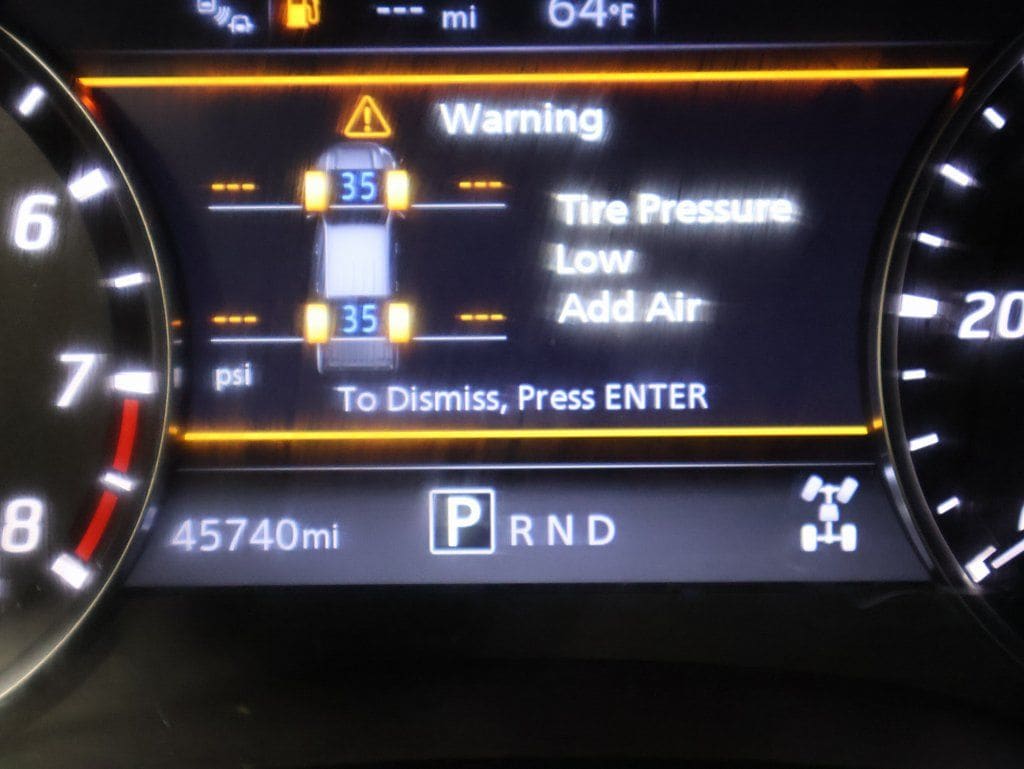 --- mi 64°F
Warning
--- 35 ---
Tire Pressure
Low
Add Air
--- 35 ---
psi
To Dismiss, Press ENTER
45740mi P R N D
6
7
8
20